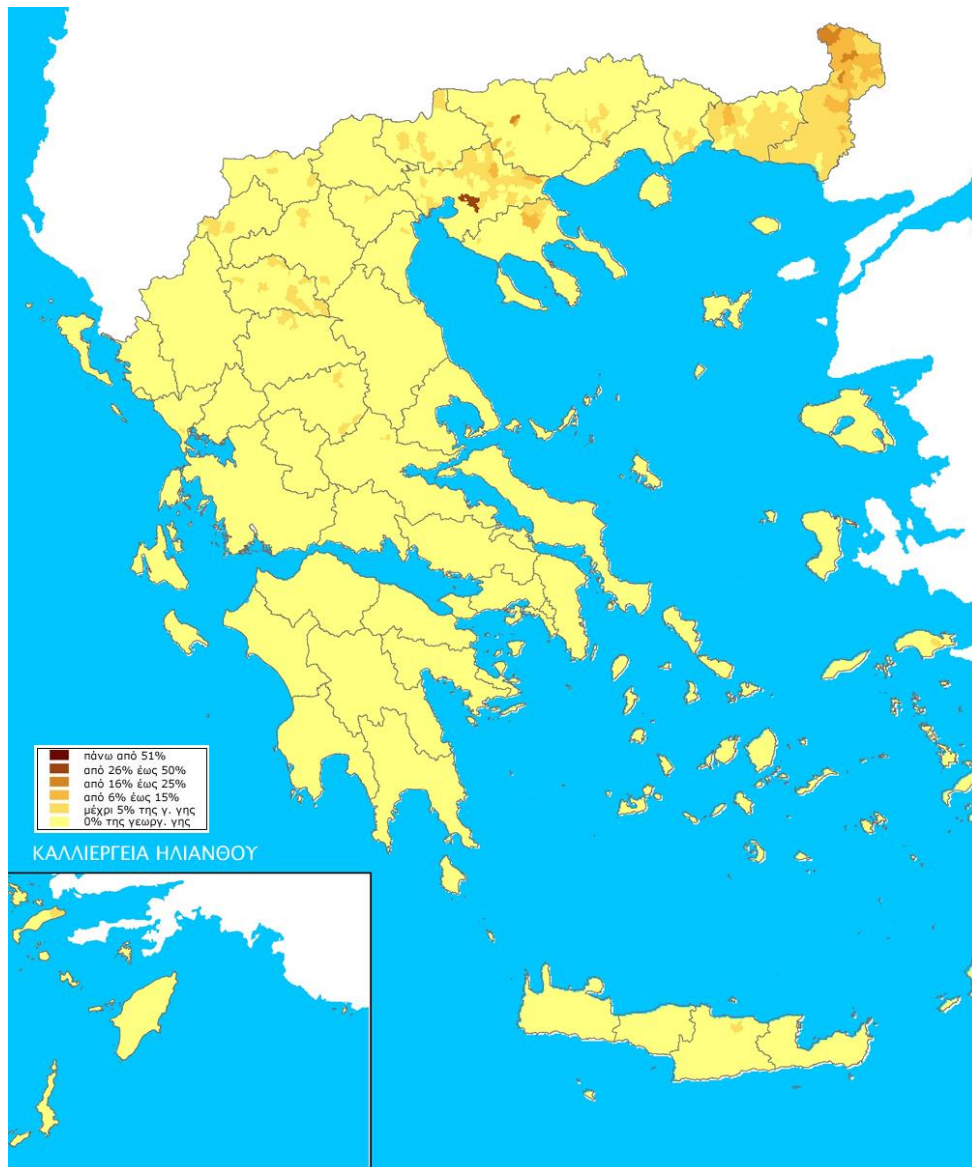 πάνω από 51%
από 26% έως 50%
από 16% έως 25%
από 6% έως 15%
μέχρι 5% της γ. γης
0% της γεωργ. γης
ΚΑΛΛΙΕΡΓΕΙΑ ΗΛΙΑΝΘΟΥ